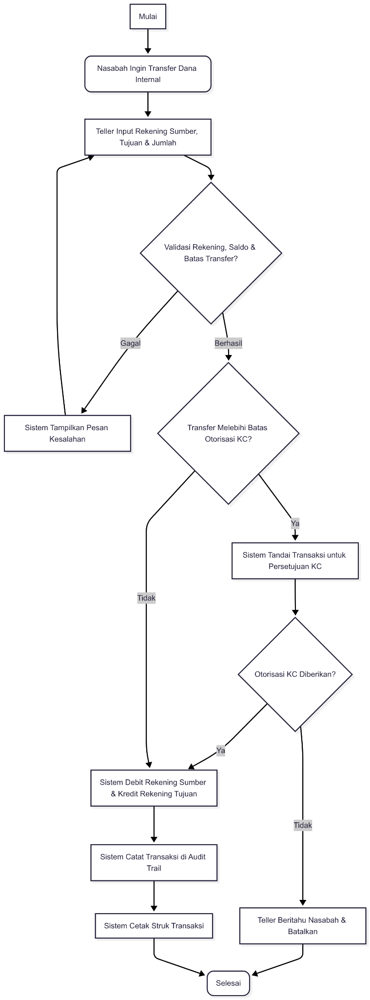 Mulai
Nasabah Ingin Transfer Dana
Internal
Teller Input Rekening Sumber,
Tujuan & Jumlah
Validasi Rekening, Saldo &
Batas Transfer?
Gagal
Berhasil
Sistem Tampilkan Pesan
Kesalahan
Transfer Melebihi Batas
Otorisasi KC?
Ya
Sistem Tandai Transaksi untuk
Persetujuan KC
Tidak
Otorisasi KC Diberikan?
Ya
Sistem Debit Rekening Sumber
& Kredit Rekening Tujuan
Tidak
Sistem Catat Transaksi di Audit
Trail
Sistem Cetak Struk Transaksi
Teller Beritahu Nasabah &
Batalkan
Selesai